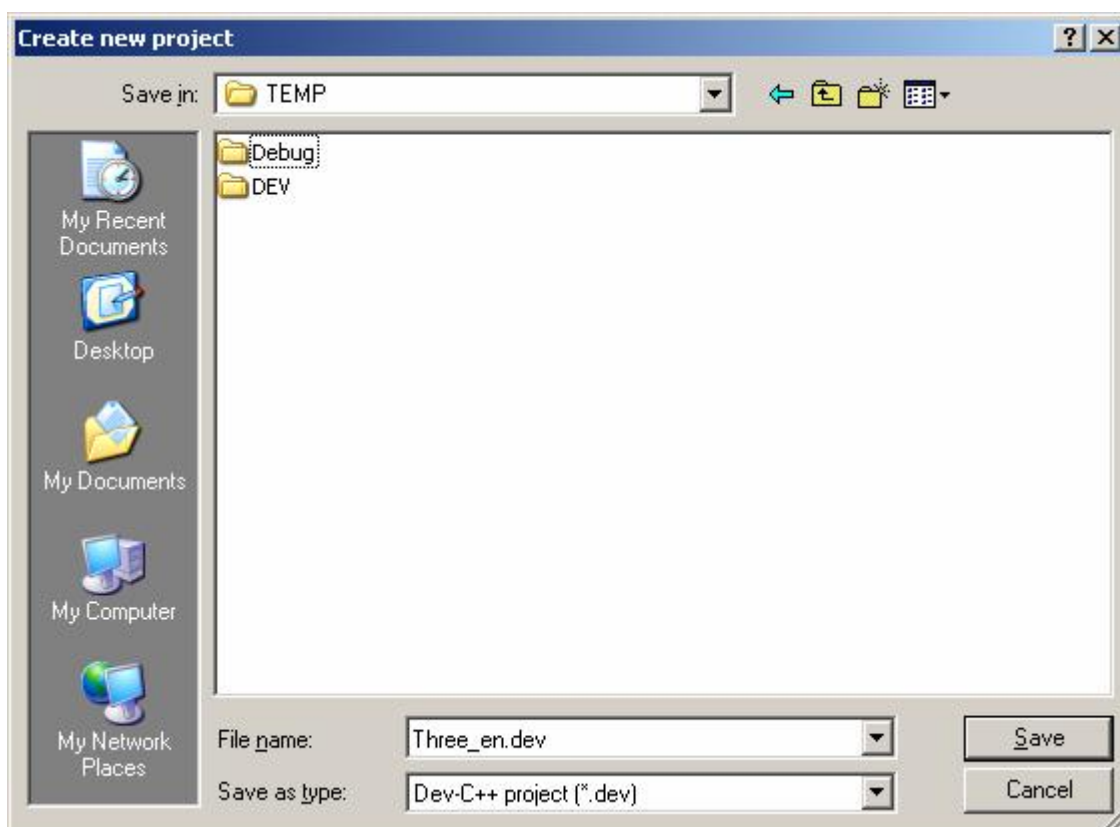 Create new project
Save in: TEMP
Debug
DEV
My Recent
Documents
Desktop
My Documents
My Computer
My Network
Places
File name: Three_en.dev Save
Save as type: Dev-C++ project (*.dev) Cancel